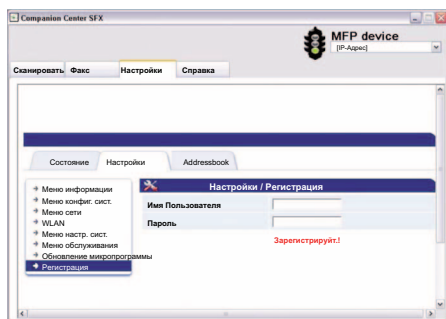 Companion Center SFX
MFP device
[IP-Адрес]
Сканировать Факс Настройки Справка
Состояние Настройки Addressbook
Меню информации
Меню конфиг. сист.
Меню сети
WLAN
Меню настр. сист.
Меню обслуживания
Обновление микропрограммы
Регистрация
Настройки / Регистрация
Имя Пользователя
Пароль
Зарегистрируйт.!